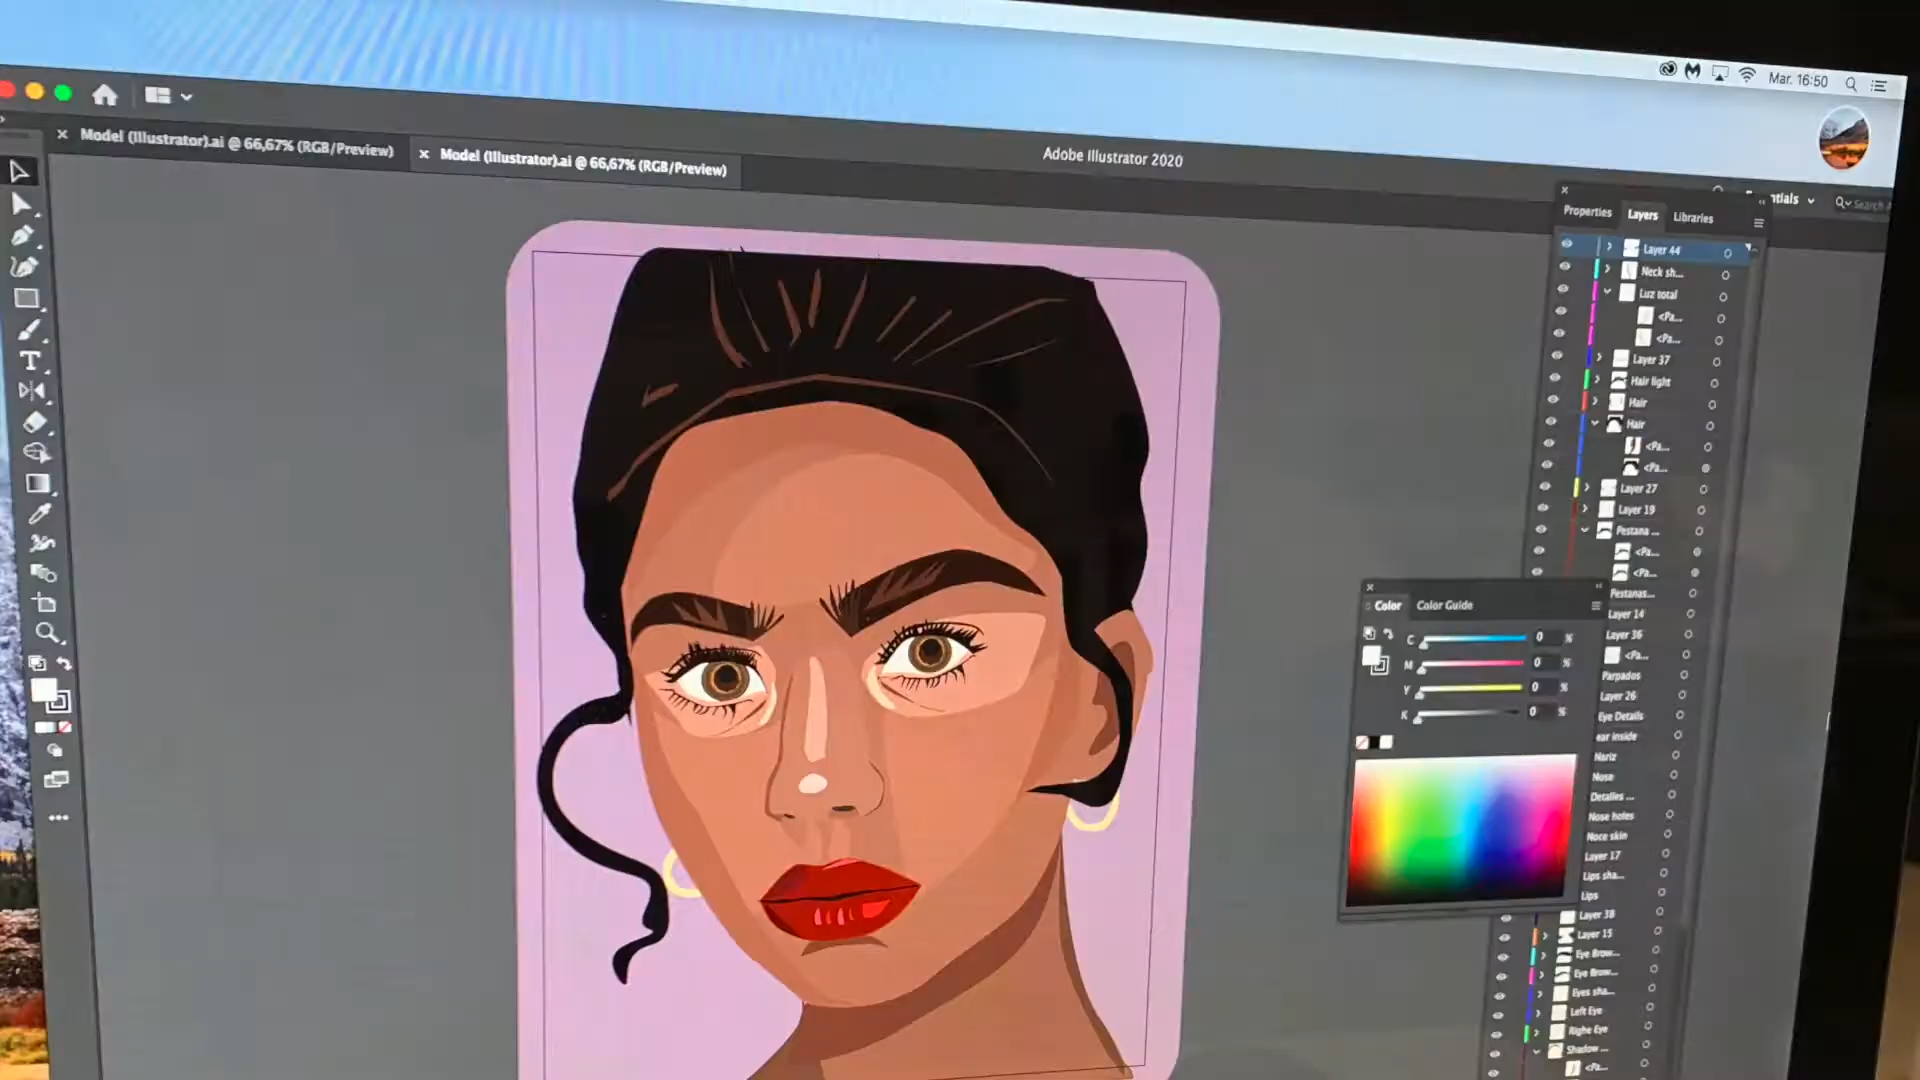 Mar. 16:50
Model (Illustrator).ai @ 66,67% (RGB/Preview)
Model (Illustrator).ai @ 66,67% (RGB/Preview)
Adobe Illustrator 2020
Search
Properties
Layers
Libraries
Layer 44
Neck sh...
Luz total
<Pa...
<Pa...
Layer 37
Hair light
Hair
Hair
<Pa...
<Pa...
Layer 27
Layer 19
Pestana ...
<Pa...
<Pa...
Pestanas...
Layer 14
Layer 36
<Pa...
Parpados
Layer 26
Eye Details
ear inside
Nariz
Nose
Detalles ...
Nose holes
Noce skin
Layer 17
Lips sha...
Lips
Layer 38
Layer 15
Eye Brow...
Eye Brow...
Eyes sha...
Left Eye
Righe Eye
Shadow ...
<Pa...
Color
Color Guide
C 0 %
M 0 %
Y 0 %
K 0 %
T